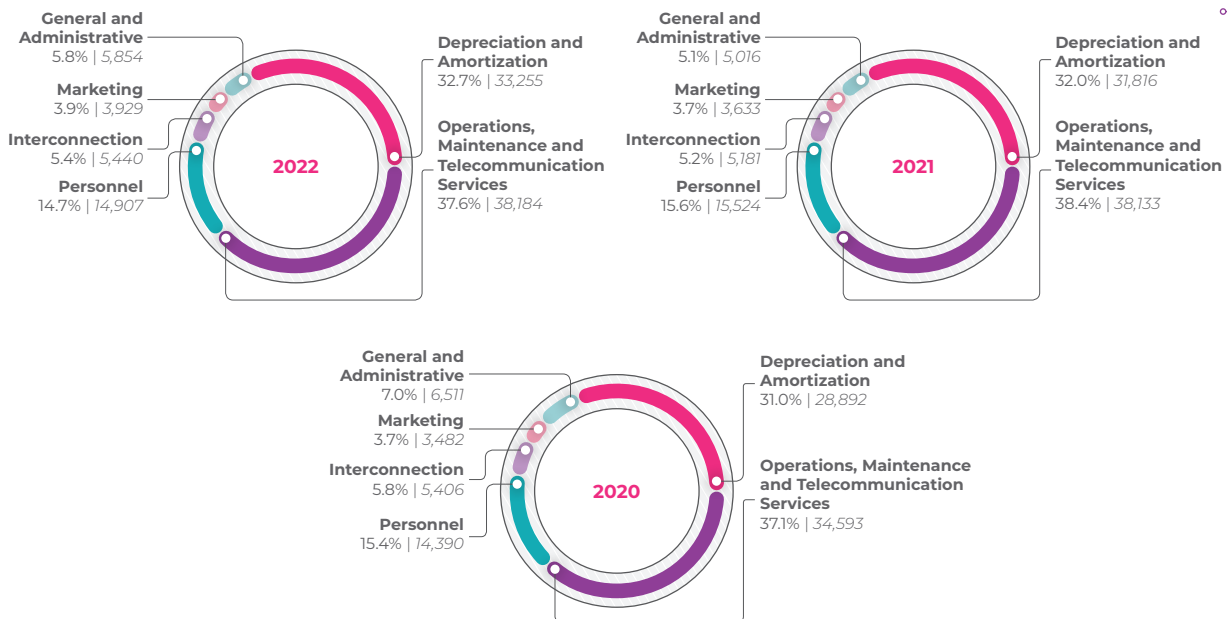 General and
Administrative
5.8% | 5,854
Marketing
3.9% | 3,929
Interconnection
5.4% | 5,440
Personnel
14.7% | 14,907
2022
Depreciation and
Amortization
32.7% | 33,255
Operations,
Maintenance and
Telecommunication
Services
37.6% | 38,184
General and
Administrative
5.1% | 5,016
Marketing
3.7% | 3,633
Interconnection
5.2% | 5,181
Personnel
15.6% | 15,524
2021
Depreciation and
Amortization
32.0% | 31,816
Operations,
Maintenance and
Telecommunication
Services
38.4% | 38,133
General and
Administrative
7.0% | 6,511
Marketing
3.7% | 3,482
Interconnection
5.8% | 5,406
Personnel
15.4% | 14,390
2020
Depreciation and
Amortization
31.0% | 28,892
Operations, Maintenance
and Telecommunication
Services
37.1% | 34,593